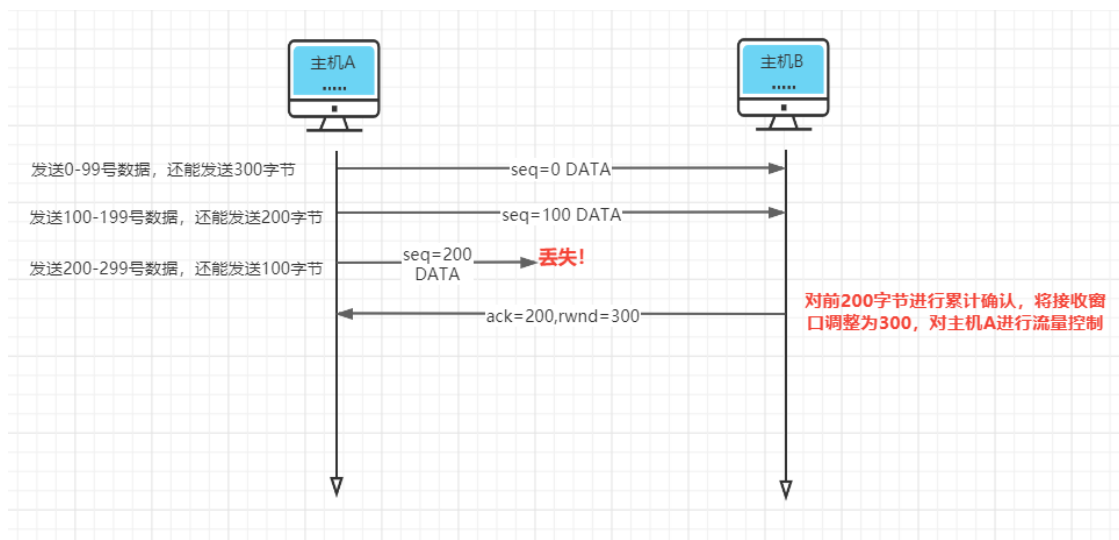 主机A
主机B
发送0-99号数据，还能发送300字节
seq=0 DATA
发送100-199号数据，还能发送200字节
seq=100 DATA
发送200-299号数据，还能发送100字节
seq=200
DATA
丢失！
ack=200,rwnd=300
对前200字节进行累计确认，将接收窗
口调整为300，对主机A进行流量控制